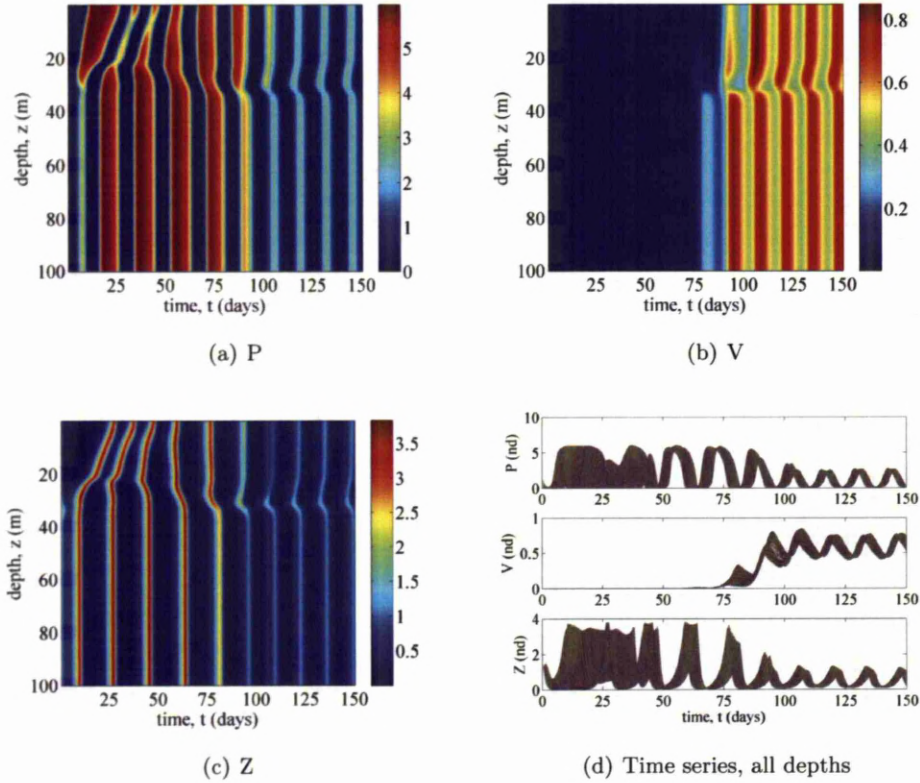 depth, z (m)
20
40
60
80
100
25 50 75 100 125 150
time, t (days)
5
4
3
2
1
0
(a) P
depth, z (m)
20
40
60
80
100
25 50 75 100 125 150
time, t (days)
0.8
0.6
0.4
0.2
(b) V
depth, z (m)
20
40
60
80
100
25 50 75 100 125 150
time, t (days)
3.5
3
2.5
2
1.5
1
0.5
(c) Z
P (nd)
10
5
0
0 25 50 75 100 125 150
V (nd)
1
0.5
0
0 25 50 75 100 125 150
Z (nd)
4
2
0
0 25 50 75 100 125 150
time, t (days)
(d) Time series, all depths